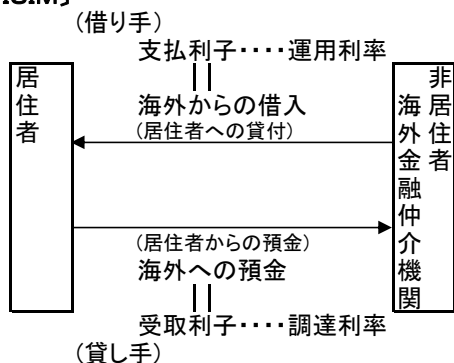 (借り手)
支払利子・・・・運用利率
海外からの借入
(居住者への貸付)
居住者
非居住者
海外金融仲介機関
(居住者からの預金)
海外への預金
受取利子・・・・調達利率
(貸し手)